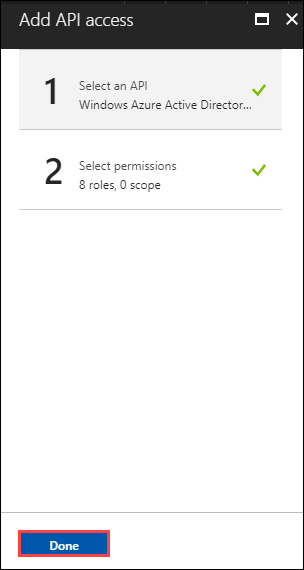 Add API access
1
Select an API
Windows Azure Active Director...
2
Select permissions
8 roles, 0 scope
Done